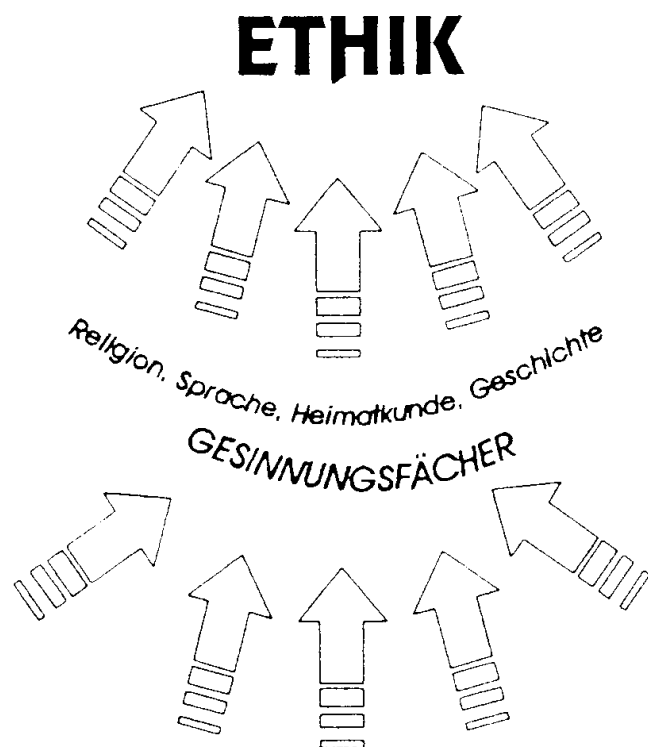 ETHIK
Religion, Sprache, Heimatkunde, Geschichte
GESINNUNGSFÄCHER